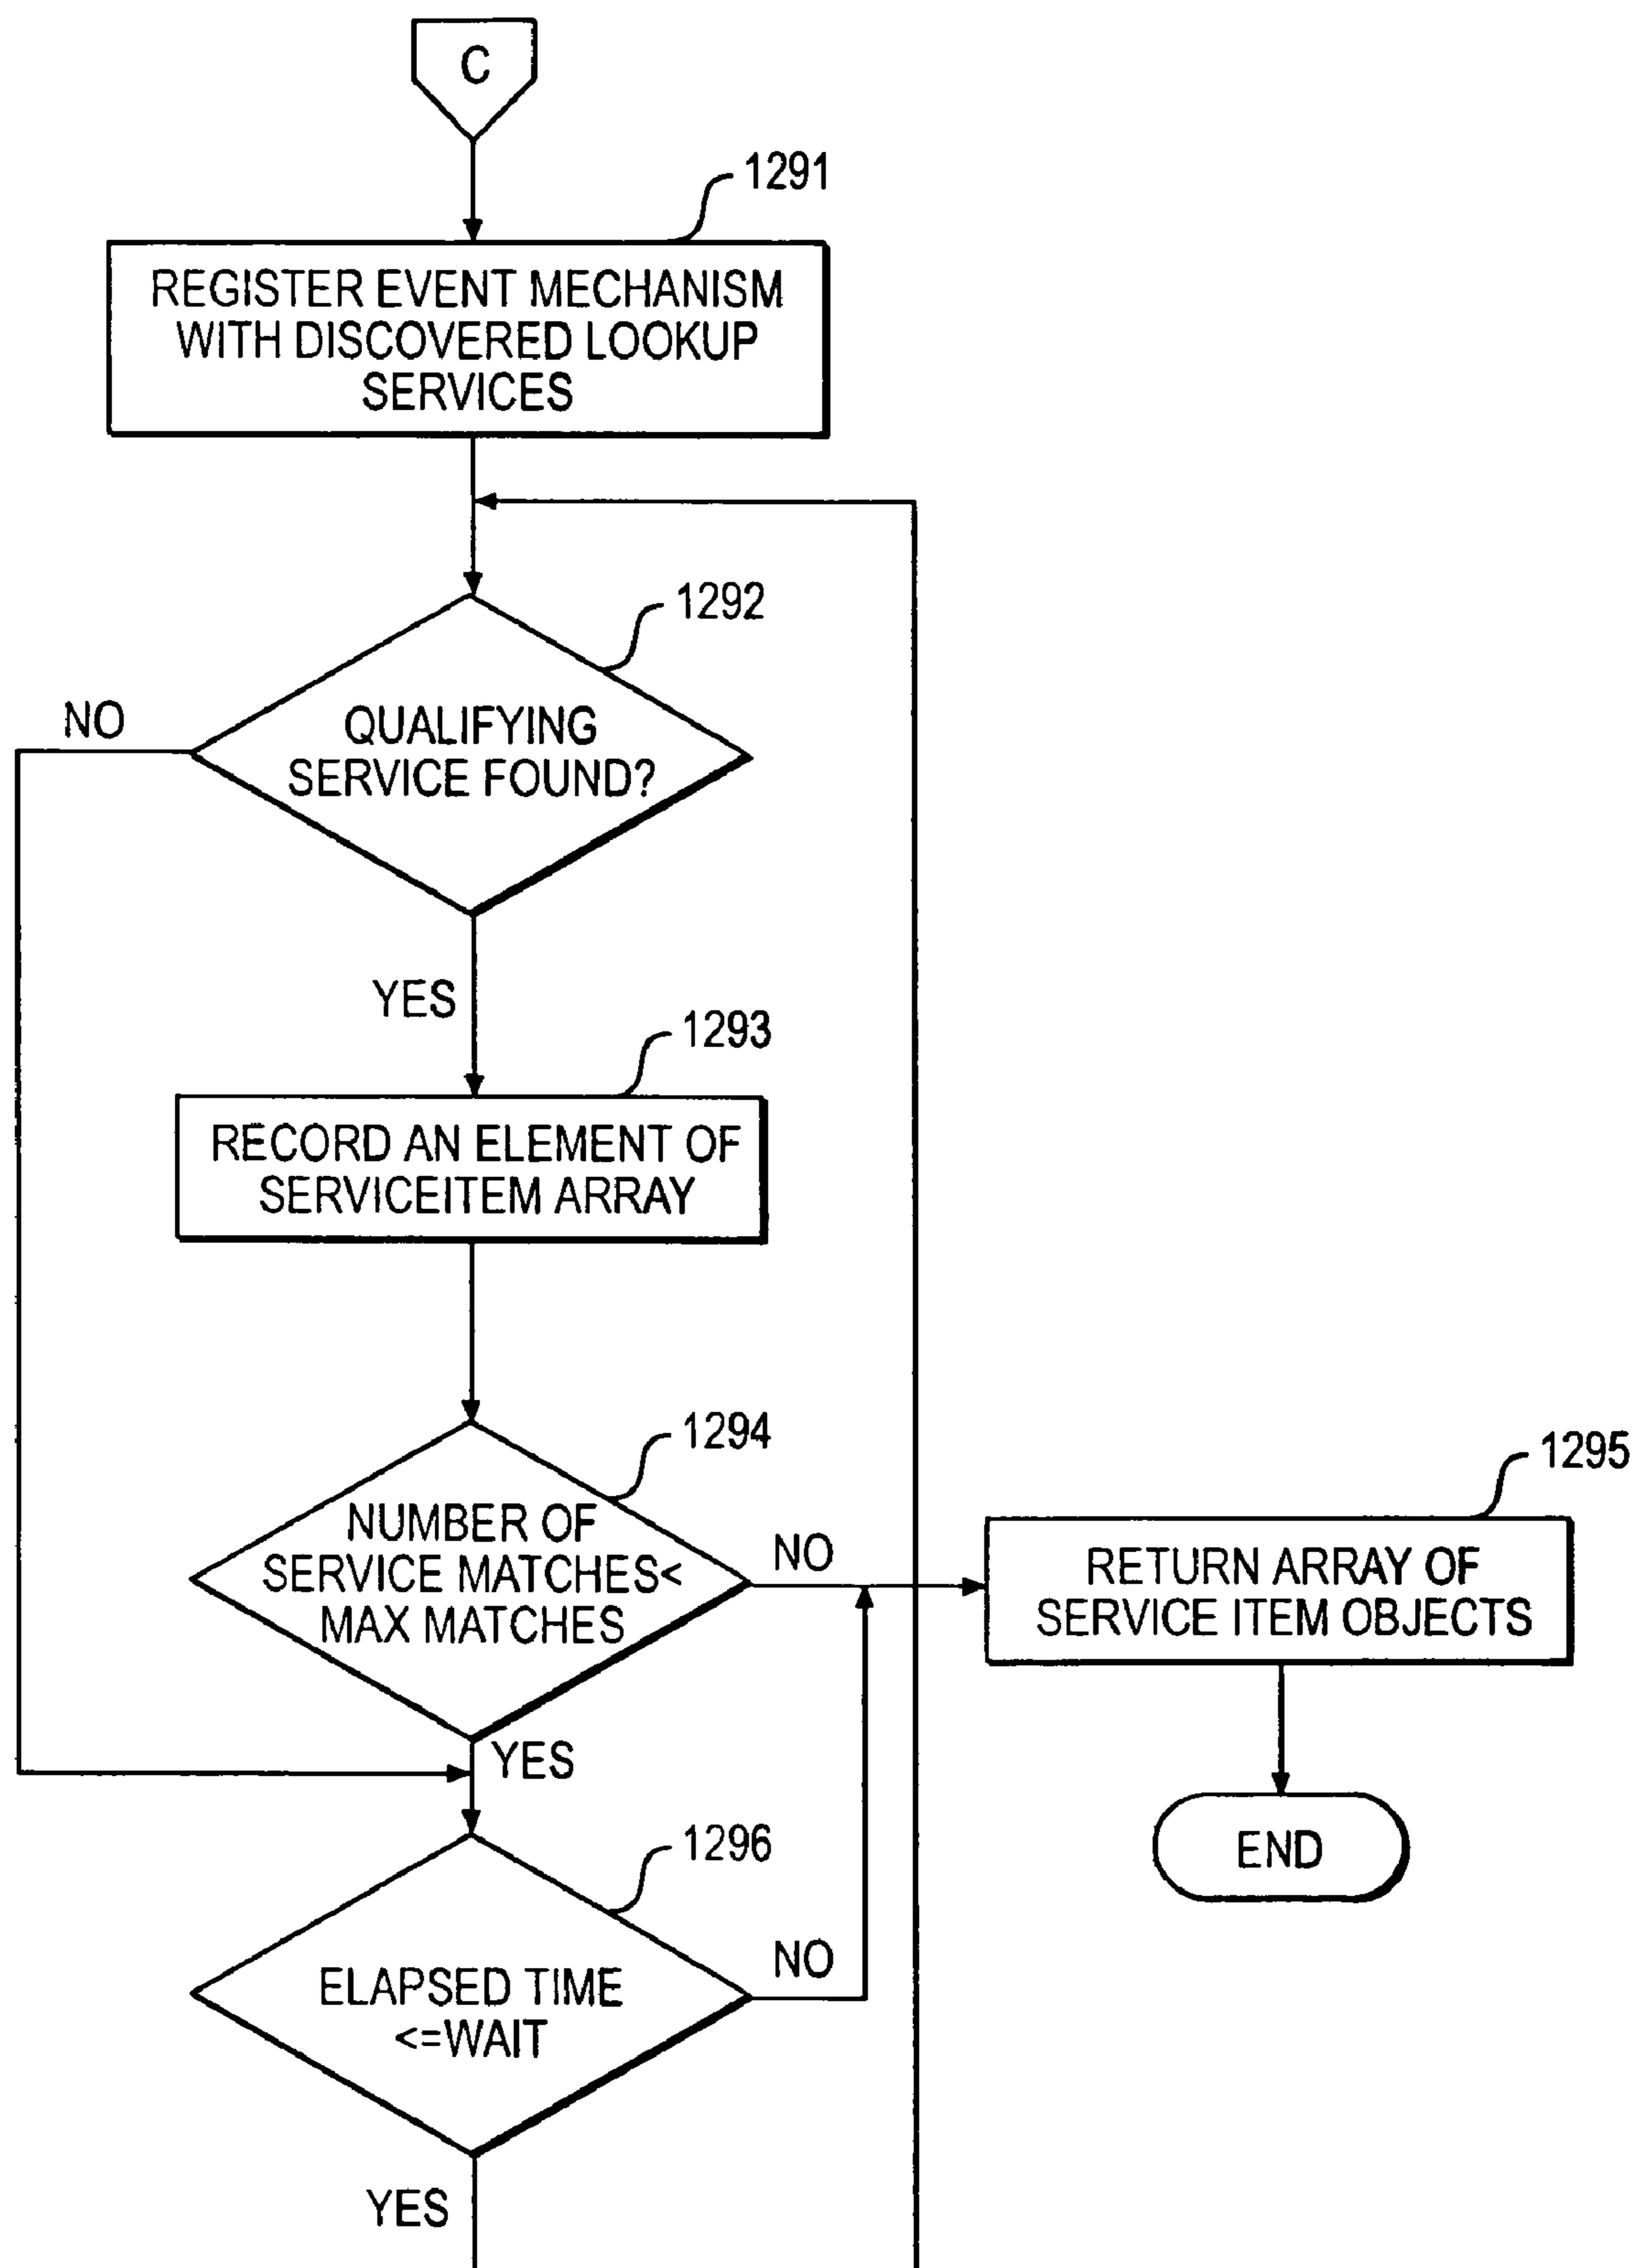 C
1291
REGISTER EVENT MECHANISM
WITH DISCOVERED LOOKUP
SERVICES
1292
NO
QUALIFYING
SERVICE FOUND?
YES
1293
RECORD AN ELEMENT OF
SERVICEITEM ARRAY
1294
NUMBER OF
SERVICE MATCHES<
MAX MATCHES
NO
1295
RETURN ARRAY OF
SERVICE ITEM OBJECTS
YES
END
1296
ELAPSED TIME
<=WAIT
NO
YES